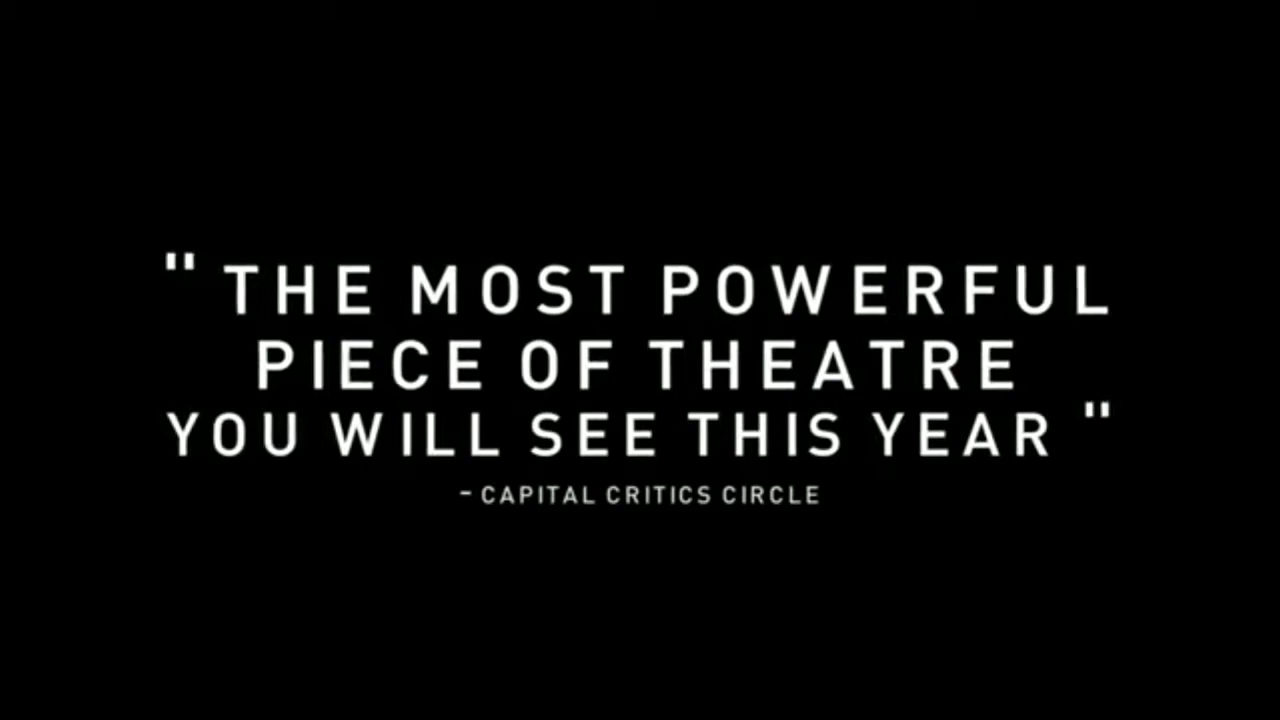 " THE MOST POWERFUL
PIECE OF THEATRE
YOU WILL SEE THIS YEAR "
- CAPITAL CRITICS CIRCLE